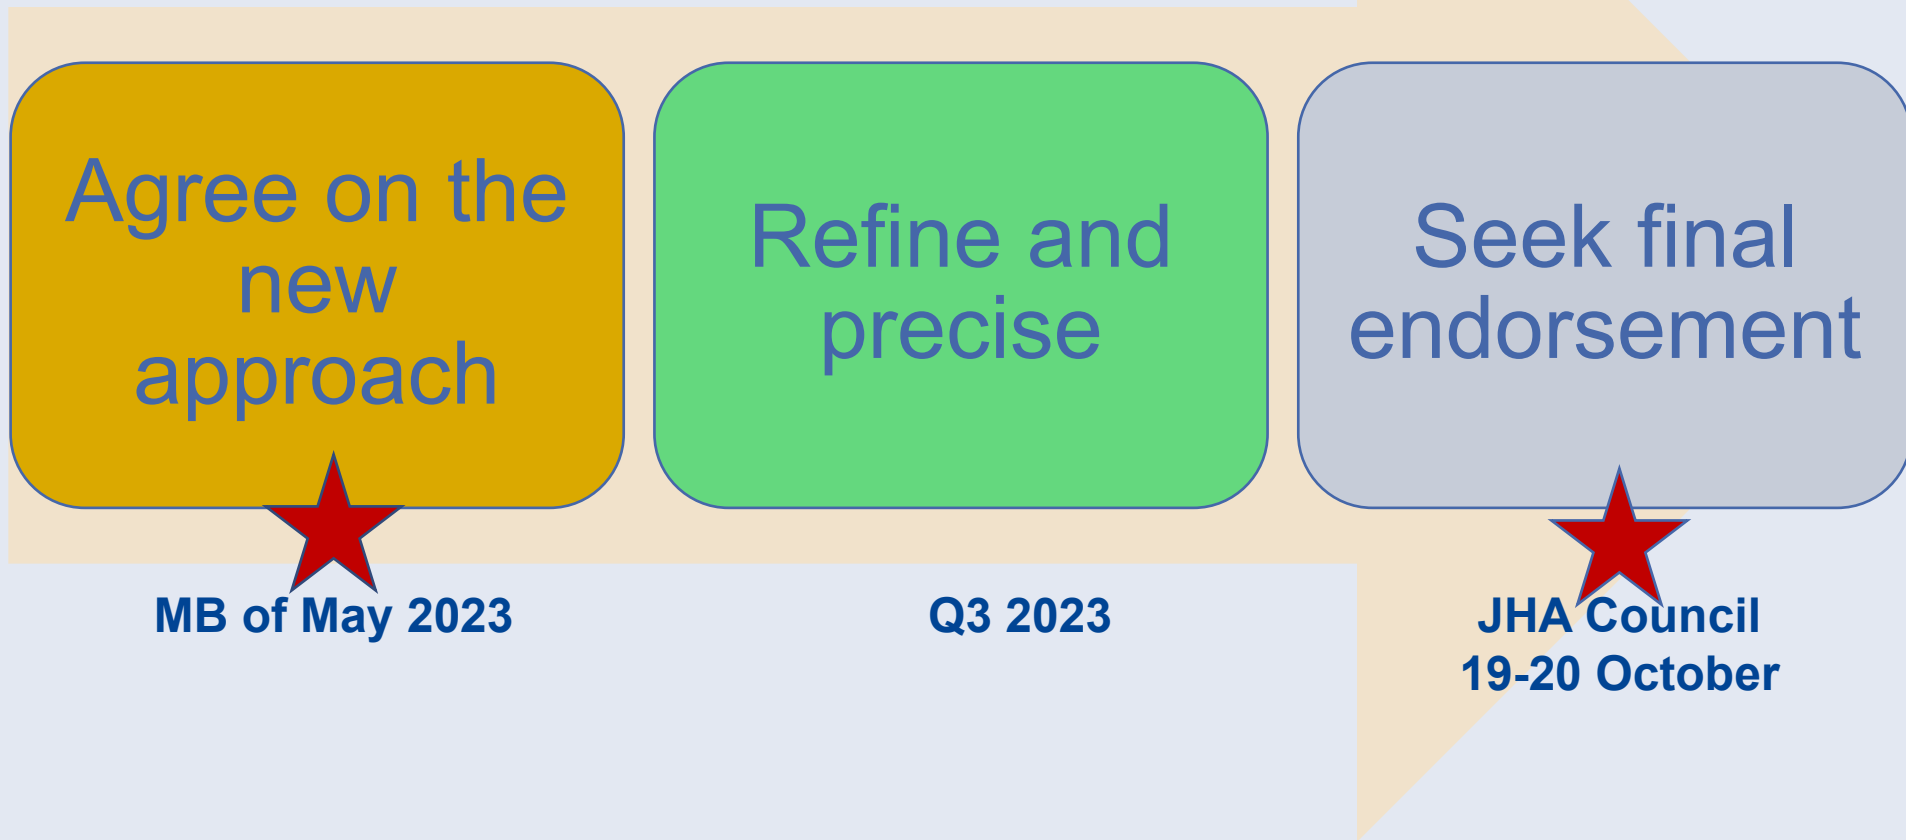 Agree on the
new
approach
Refine and
precise
Seek final
endorsement
MB of May 2023
Q3 2023
JHA Council
19-20 October